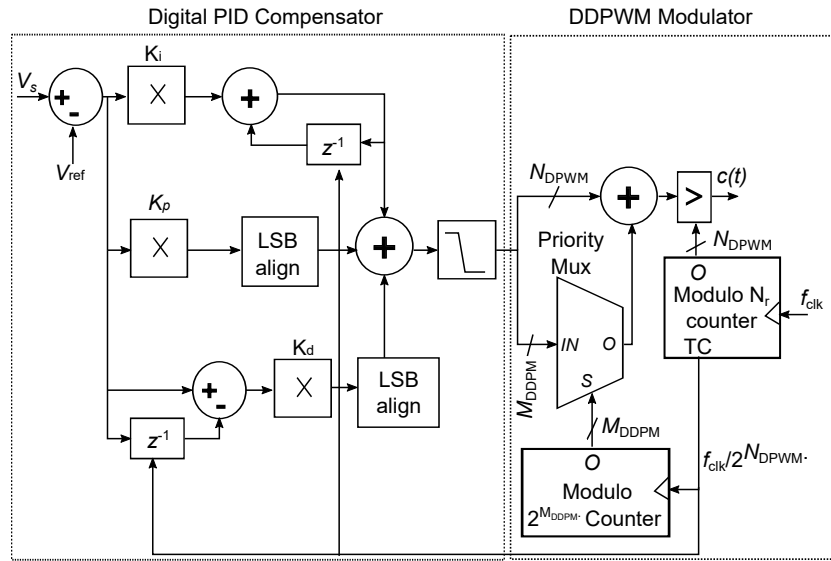 Digital PID Compensator
DDPWM Modulator
Ki
Vs
+
-
×
+
z-1
Vref
Kp
×
LSB
align
+
NDPWM
+
>
c(t)
NDPWM
Priority
Mux
IN
O
S
MDDPM
O
Modulo Nr
counter
TC
fclk
Kd
+
-
×
LSB
align
z-1
MDDPM
O
Modulo
2MDDPM. Counter
fclk/2NDPWM.